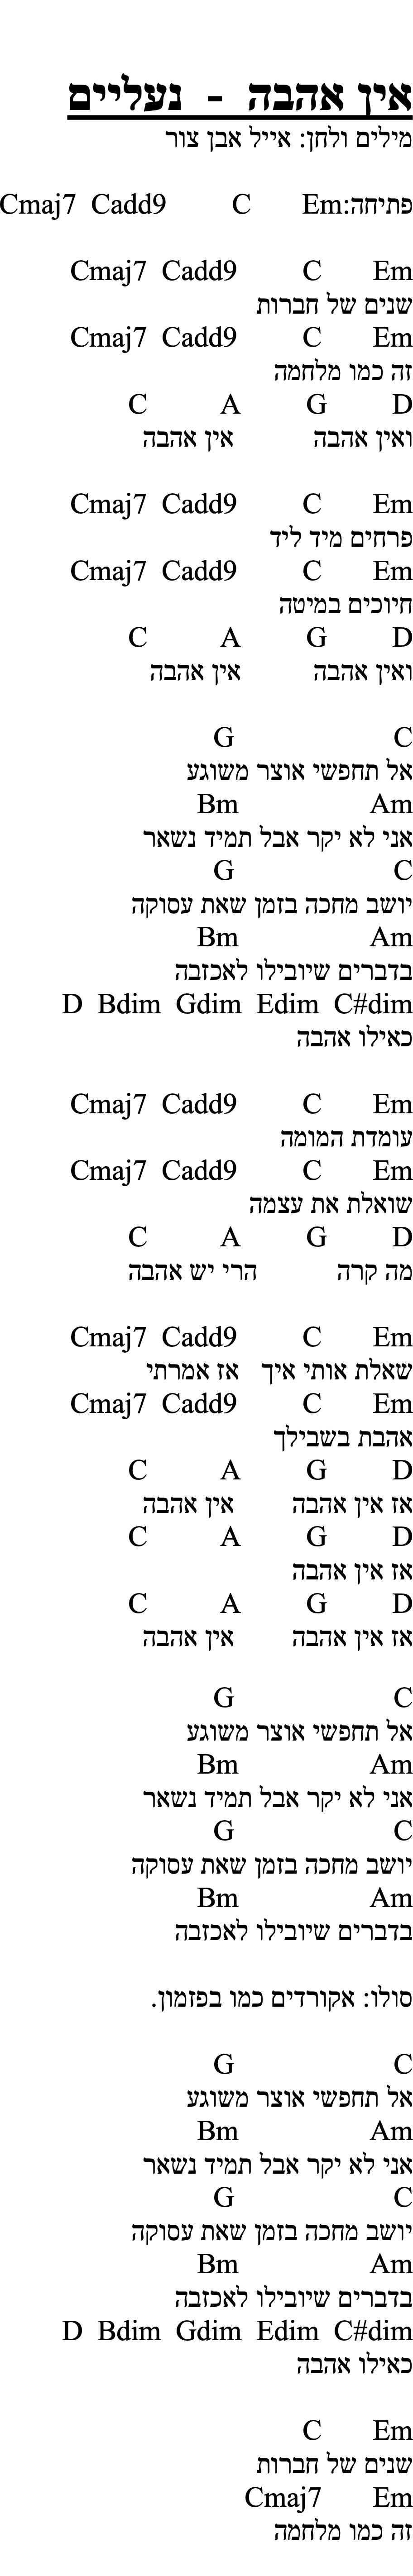 אין אהבה - נעליים
מילים ולחן: אייל אבן צור
פתיחה:Em C Cadd9 Cmaj7
Em C Cadd9 Cmaj7
שנים של חברות
Em C Cadd9 Cmaj7
זה כמו מלחמה
D G A C
ואין אהבה אין אהבה
Em C Cadd9 Cmaj7
פרחים מיד ליד
Em C Cadd9 Cmaj7
חיוכים במיטה
D G A C
ואין אהבה אין אהבה
C G
אל תחפשי אוצר משוגע
Am Bm
אני לא יקר אבל תמיד נשאר
C G
יושב מחכה בזמן שאת עסוקה
Am Bm
בדברים שיובילו לאכזבה
C#dim Edim Gdim Bdim D
כאילו אהבה
Em C Cadd9 Cmaj7
עומדת המומה
Em C Cadd9 Cmaj7
שואלת את עצמה
D G A C
מה קרה הרי יש אהבה
Em C Cadd9 Cmaj7
שאלת אותי איך אז אמרתי
Em C Cadd9 Cmaj7
אהבת בשבילך
D G A C
אז אין אהבה אין אהבה
D G A C
אז אין אהבה
D G A C
אז אין אהבה אין אהבה
C G
אל תחפשי אוצר משוגע
Am Bm
אני לא יקר אבל תמיד נשאר
C G
יושב מחכה בזמן שאת עסוקה
Am Bm
בדברים שיובילו לאכזבה
סולו: אקורדים כמו בפזמון.
C G
אל תחפשי אוצר משוגע
Am Bm
אני לא יקר אבל תמיד נשאר
C G
יושב מחכה בזמן שאת עסוקה
Am Bm
בדברים שיובילו לאכזבה
C#dim Edim Gdim Bdim D
כאילו אהבה
Em C
שנים של חברות
Em Cmaj7
זה כמו מלחמה